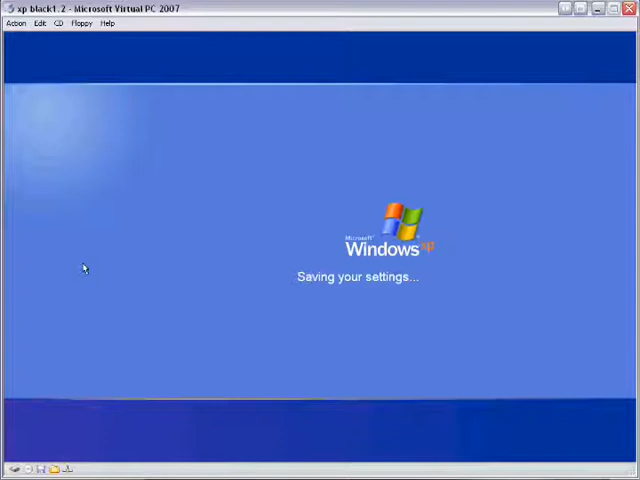 xp black1.2 - Microsoft Virtual PC 2007
Action Edit CD Floppy Help
Microsoft
Windows xp
Saving your settings...